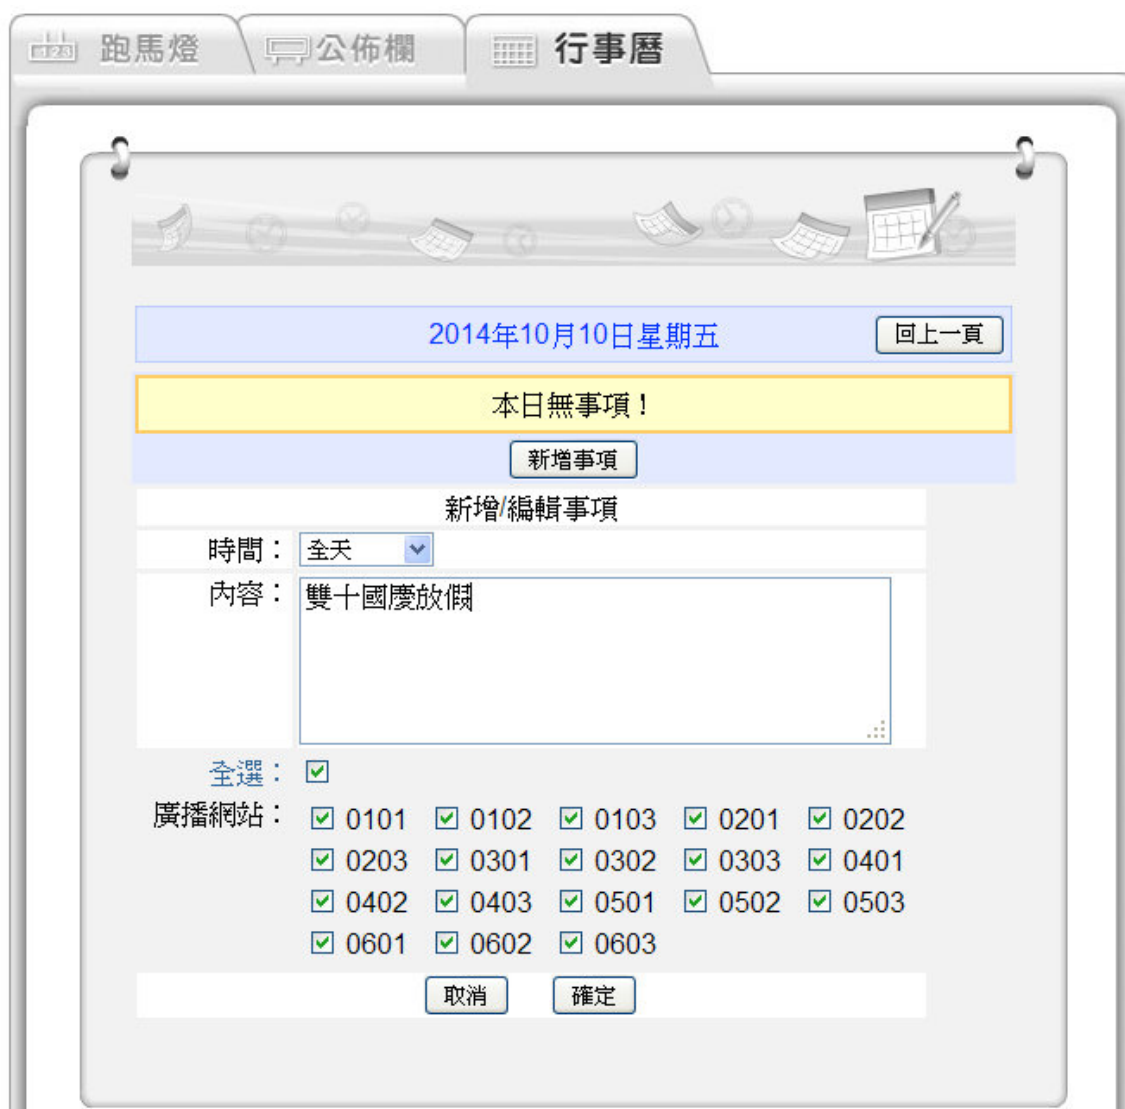 跑馬燈 公佈欄 行事曆
2014年10月10日星期五 回上一頁
本日無事項！
新增事項
新增/編輯事項
時間： 全天
內容： 雙十國慶放假
全選：
廣播網站： 0101 0102 0103 0201 0202
0203 0301 0302 0303 0401
0402 0403 0501 0502 0503
0601 0602 0603
取消 確定